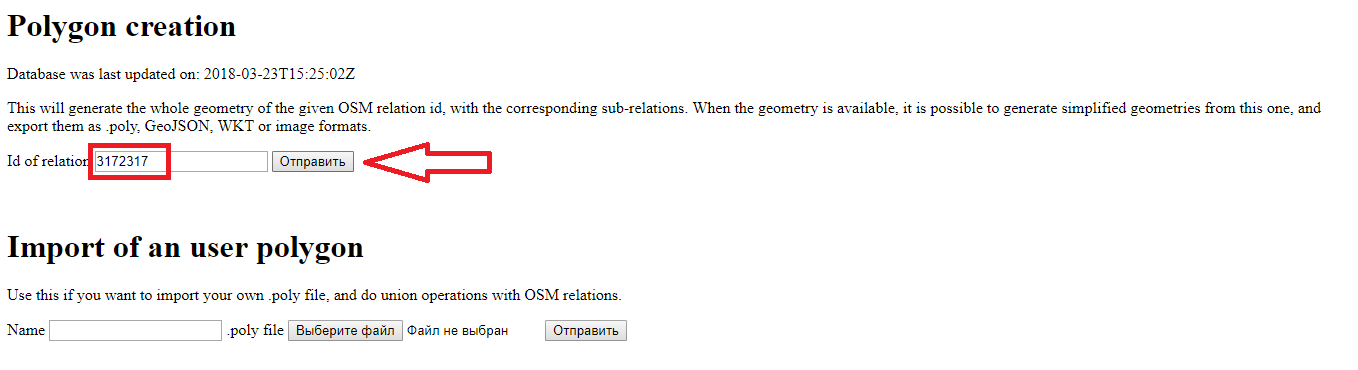 Polygon creation
Database was last updated on: 2018-03-23T15:25:02Z
This will generate the whole geometry of the given OSM relation id, with the corresponding sub-relations. When the geometry is available, it is possible to generate simplified geometries from this one, and
export them as .poly, GeoJSON, WKT or image formats.
Id of relation 3172317 Отправить
Import of an user polygon
Use this if you want to import your own .poly file, and do union operations with OSM relations.
Name .poly file Выберите файл Файл не выбран Отправить